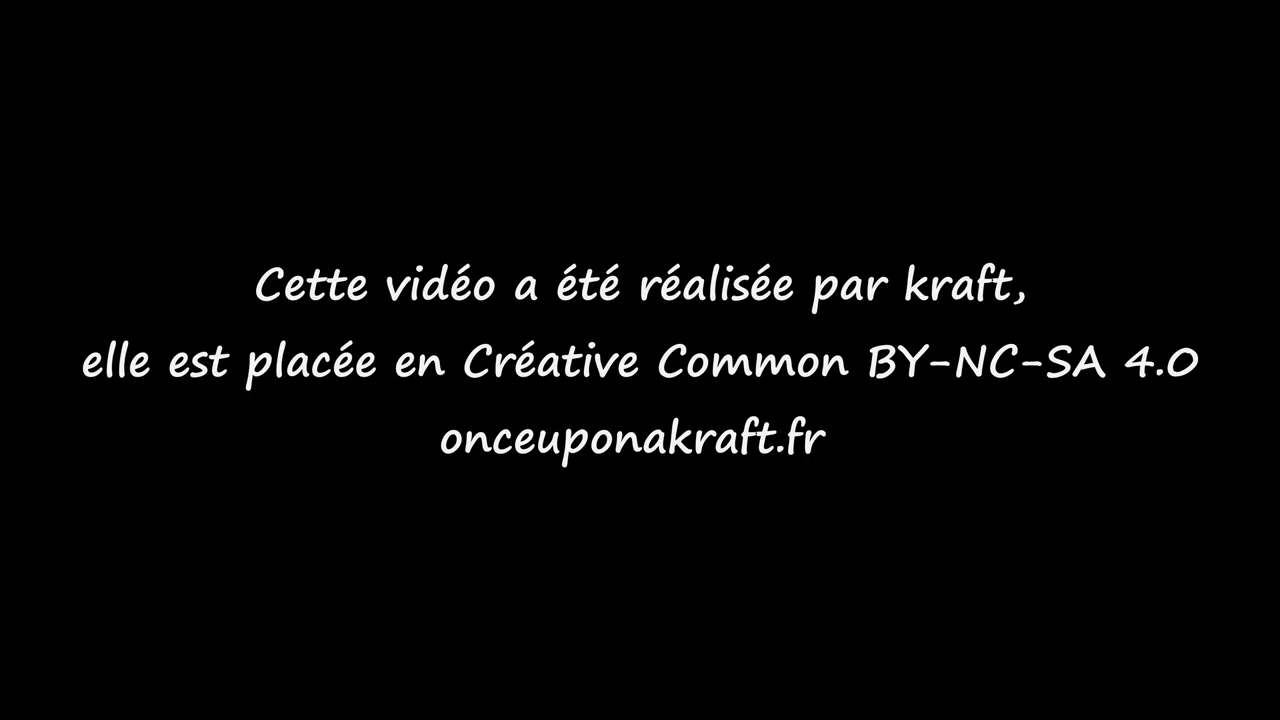 Cette vidéo a été réalisée par kraft,
elle est placée en Créative Common BY-NC-SA 4.0
onceuponakraft.fr